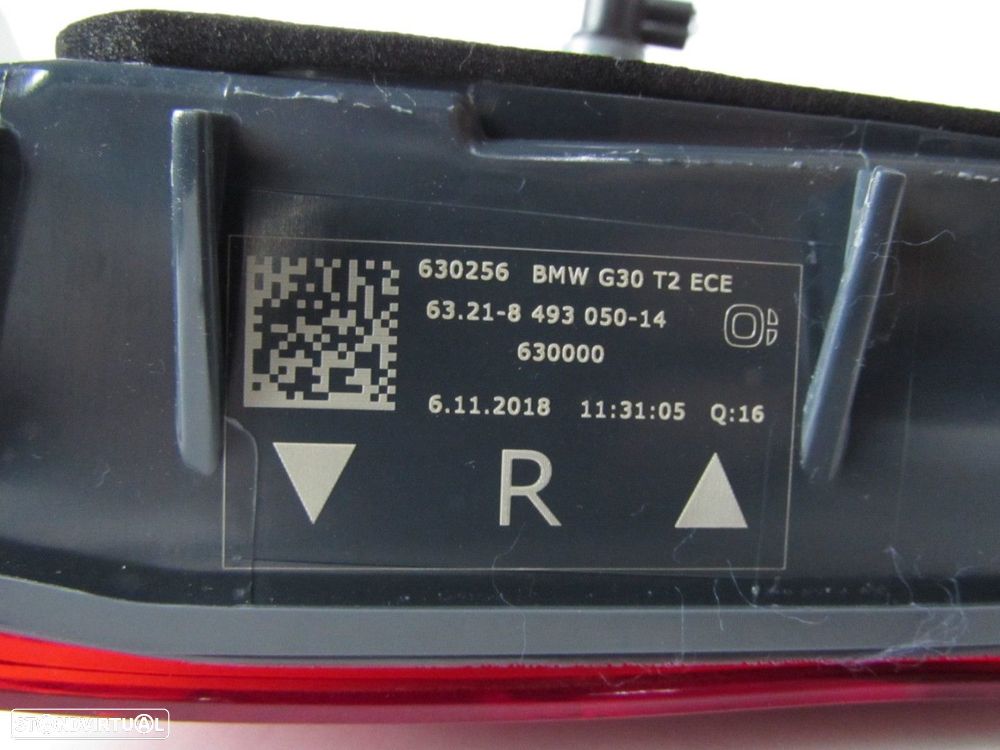 630256 BMW G30 T2 ECE
63.21-8 493 050-14
630000
6.11.2018 11:31:05 Q:16
R
STANDVIRTUAL